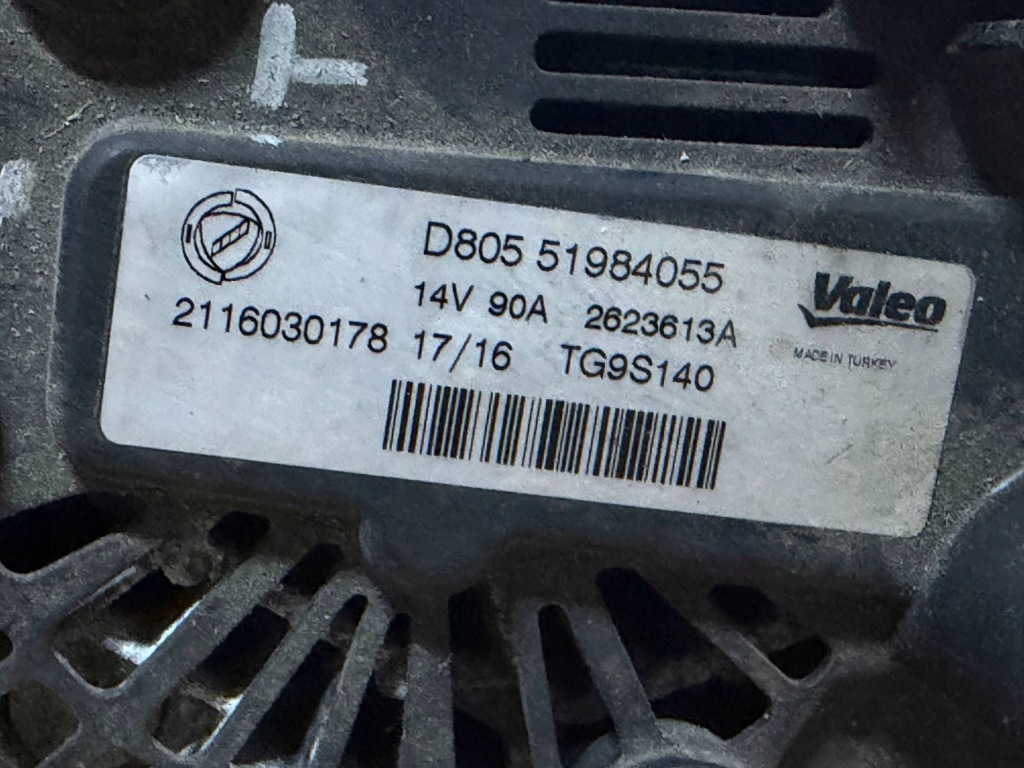 D805 51984055
14V 90A 2623613A
2116030178 17/16 TG9S140
Valeo
MADE IN TURKEY